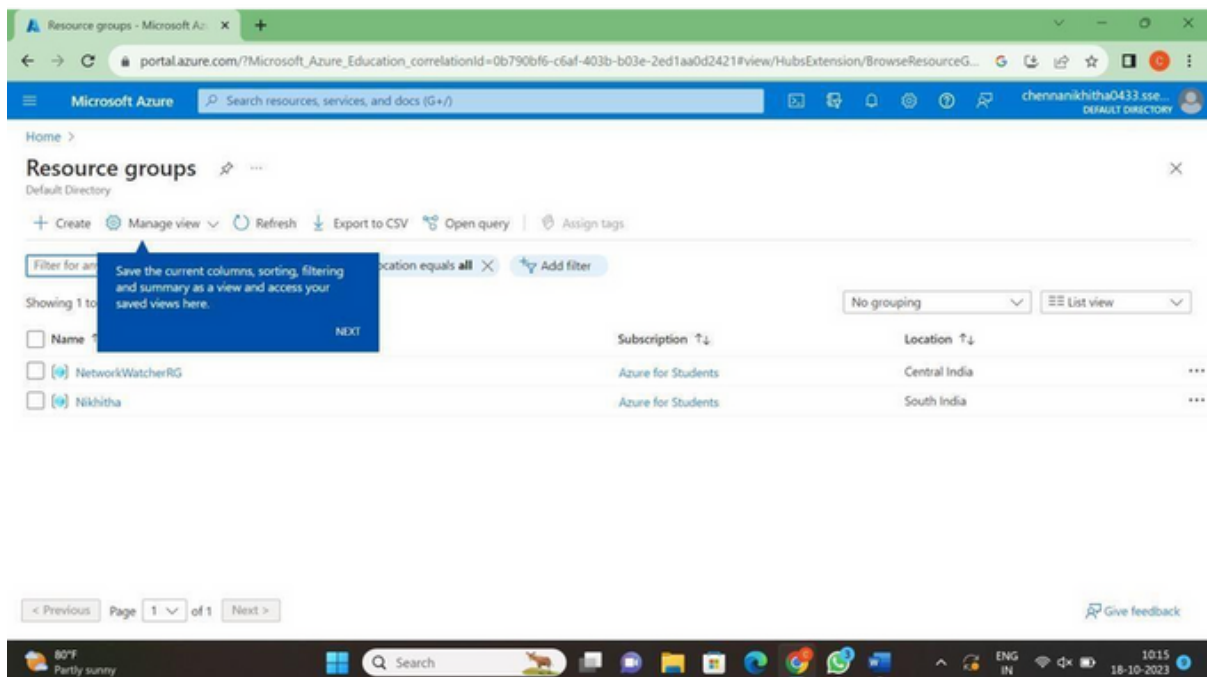 Resource groups - Microsoft Az
portal.azure.com/?Microsoft_Azure_Education_correlationId=0b790bf6-c6af-403b-b03e-2ed1aa0d2421#view/HubsExtension/BrowseResourceG...
G
C
Microsoft Azure
Search resources, services, and docs (G+/)
chennanikhitha0433.sse...
DEFAULT DIRECTORY
Home >
Resource groups
Default Directory
Create
Manage view
Refresh
Export to CSV
Open query
Assign tags
Filter for an
ocation equals all
Add filter
Save the current columns, sorting, filtering
and summary as a view and access your
saved views here.
NEXT
Showing 1 to
No grouping
List view
Name
Subscription
Location
NetworkWatcherRG
Azure for Students
Central India
Nikhitha
Azure for Students
South India
< Previous
Page
1
of 1
Next >
Give feedback
80°F
Partly sunny
Search
ENG
IN
10:15
18-10-2023